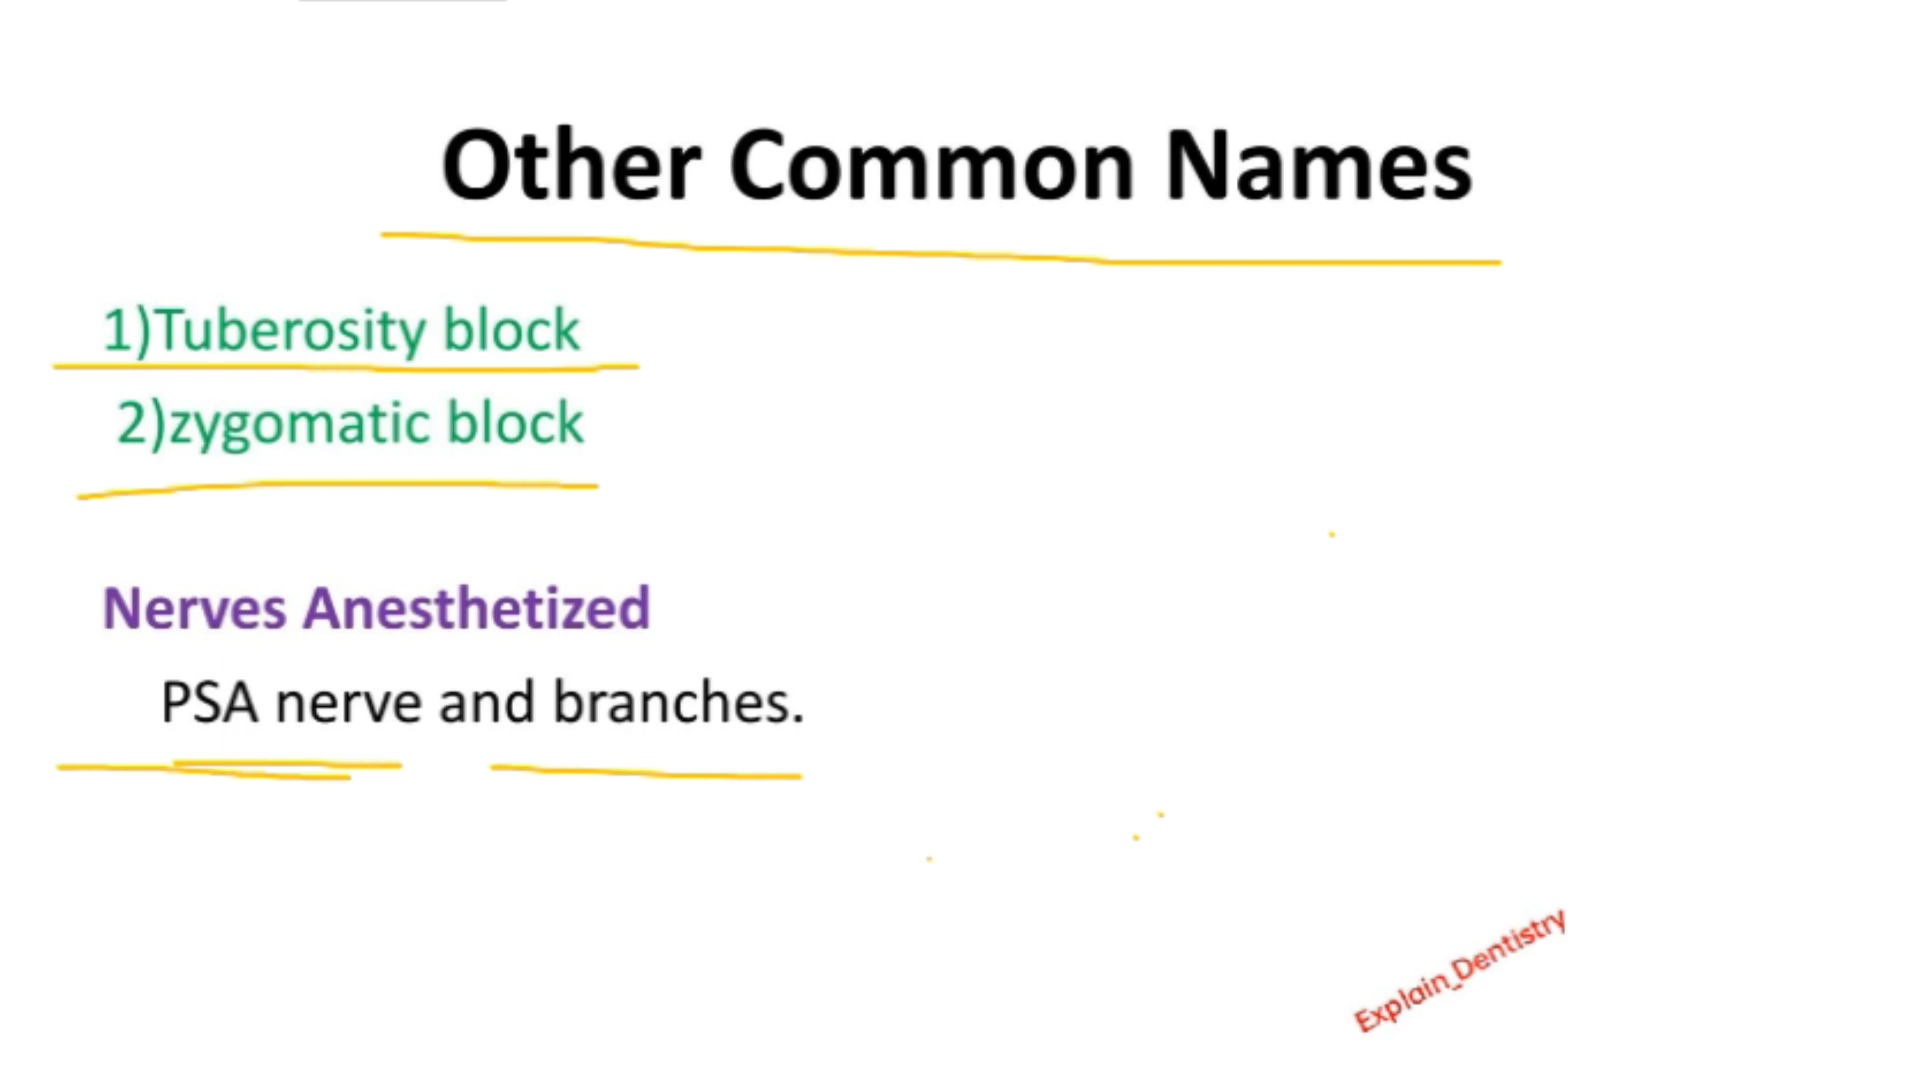 Other Common Names
1)Tuberosity block
2)zygomatic block
Nerves Anesthetized
PSA nerve and branches.
Explain_Dentistry